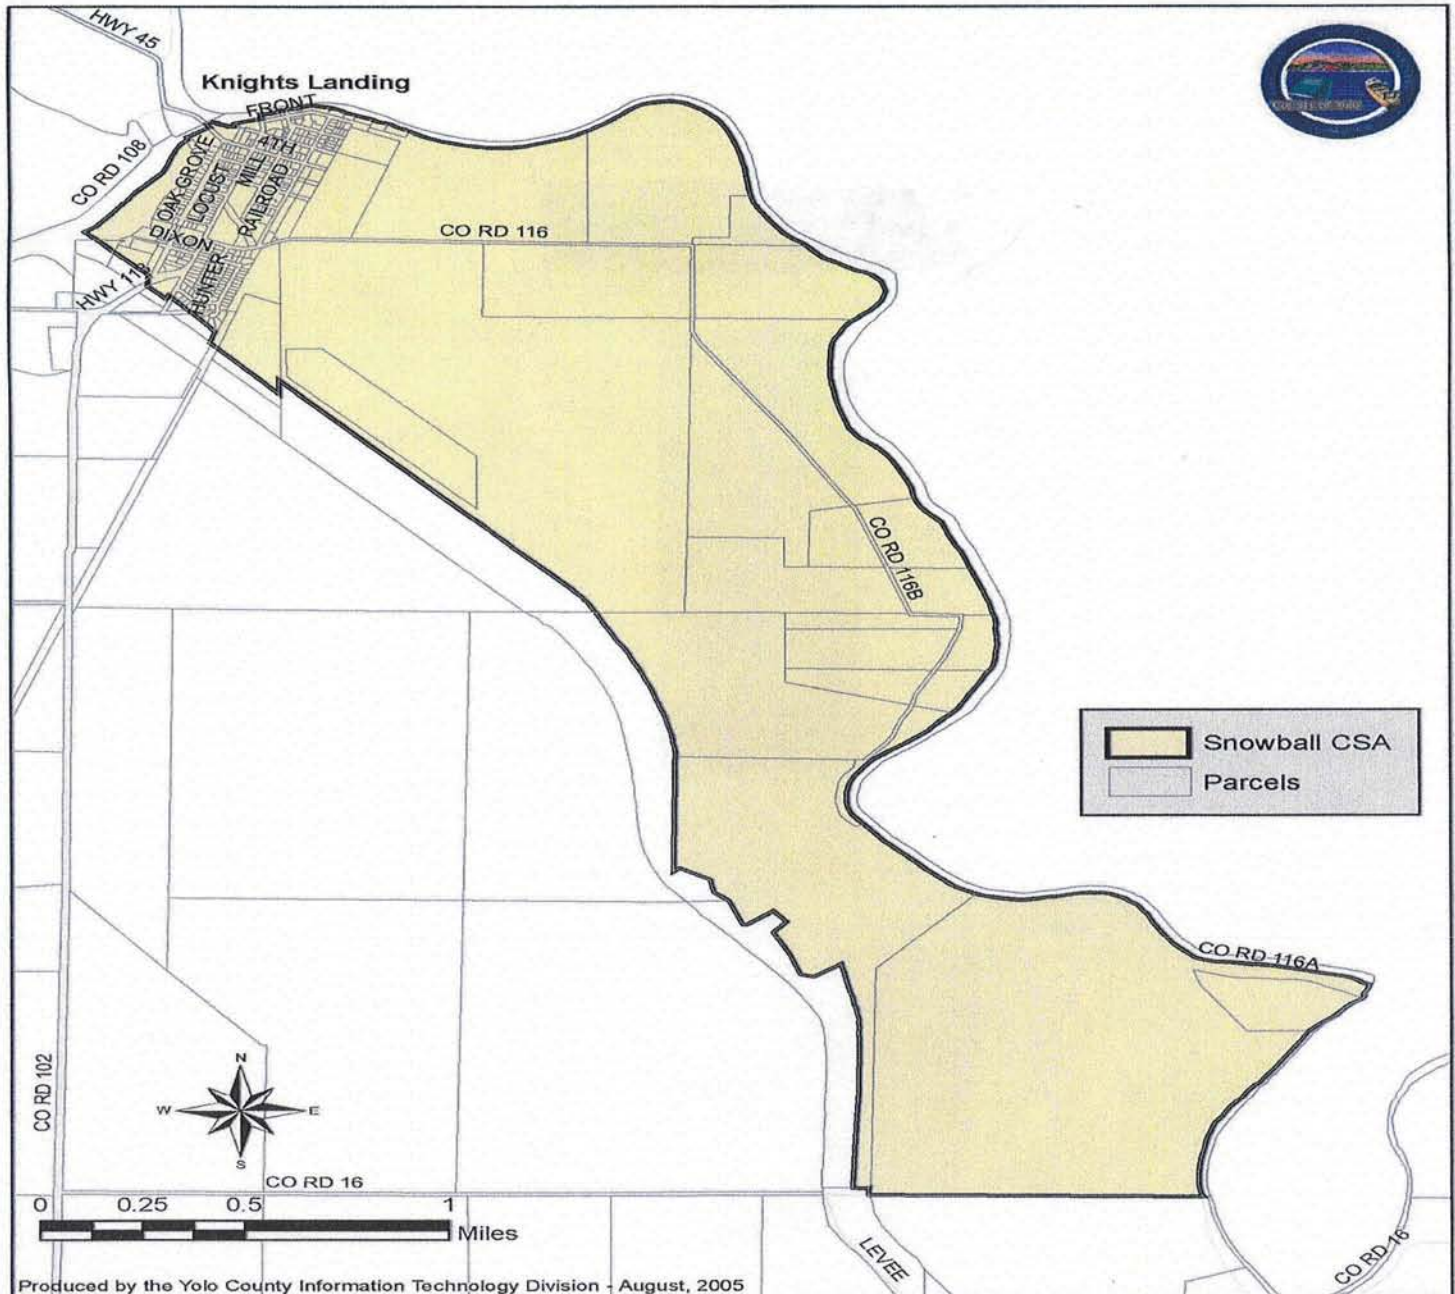 HWY 45
Knights Landing
FRONT
4TH
CO RD 108
OAK GROVE
LOCUST
MILL
RAILROAD
DIXON
CO RD 116
HWY 113
HUNTER
CO RD 116B
Snowball CSA
Parcels
CO RD 116A
CO RD 102
N
W
E
S
CO RD 16
0 0.25 0.5 1
Miles
LEVEE
CO RD 16
Produced by the Yolo County Information Technology Division - August, 2005